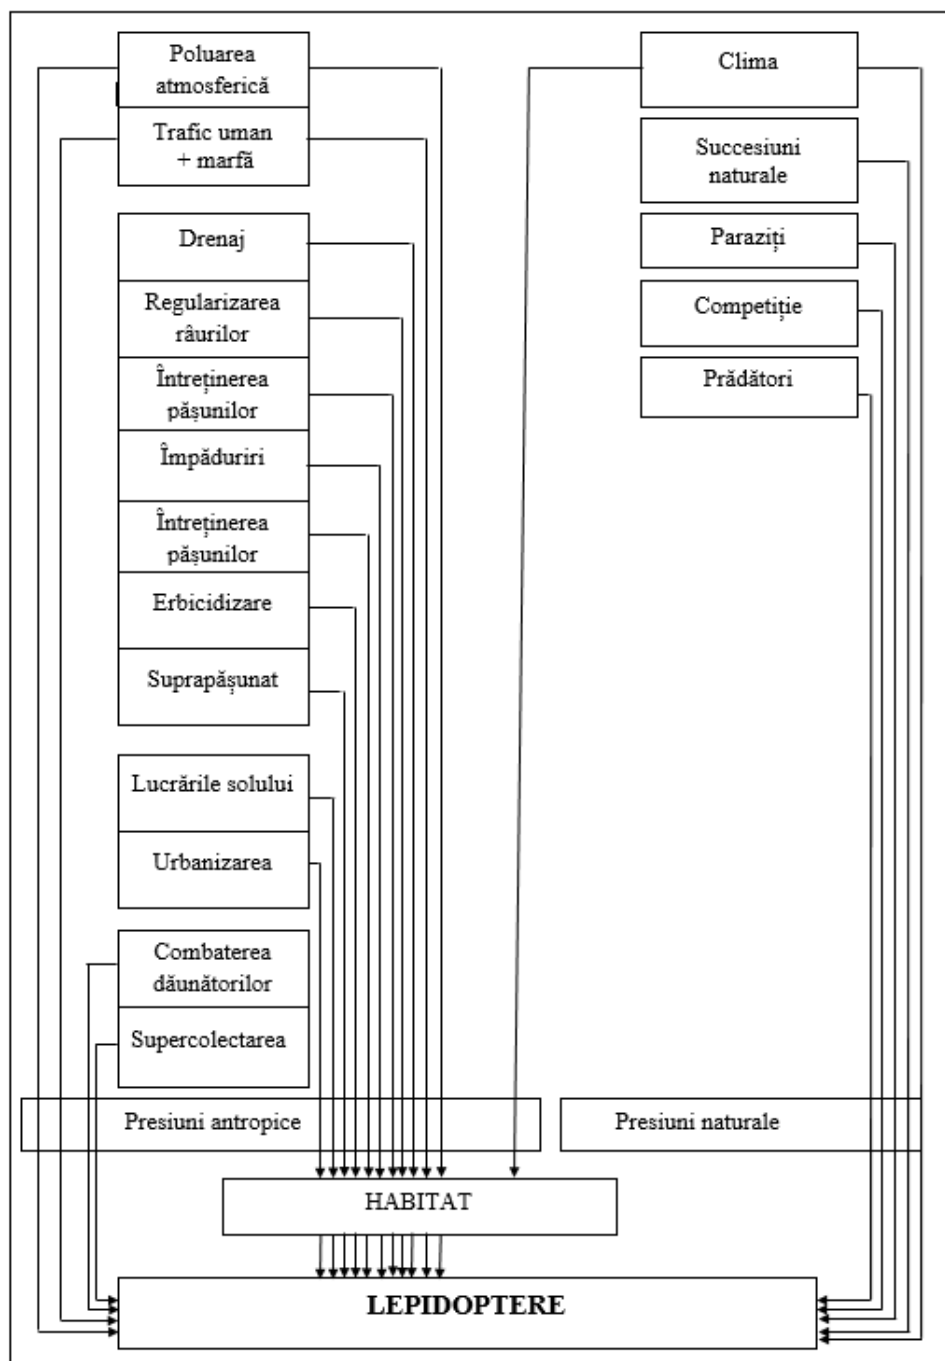 Poluarea
atmosferică
Trafic uman
+ marfă
Drenaj
Regularizarea
râurilor
Întreținerea
pășunilor
Împăduriri
Întreținerea
pășunilor
Erbicidizare
Suprapășunat
Lucrările solului
Urbanizarea
Combaterea
dăunătorilor
Supercolectarea
Clima
Succesiuni
naturale
Paraziți
Competiție
Prădători
Presiuni antropice
Presiuni naturale
HABITAT
LEPIDOPTERE